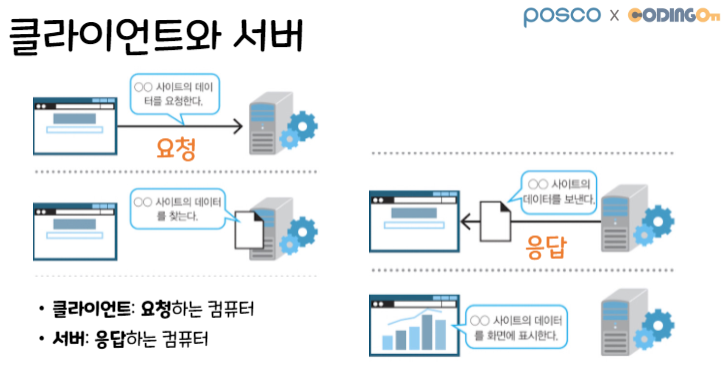 posco x CODINGOn
클라이언트와 서버
○○ 사이트의 데이
터를 요청한다.
요청
○○ 사이트의 데이터
를 찾는다.
○○ 사이트의
데이터를 보낸다.
응답
○○ 사이트의 데이터
를 화면에 표시한다.
• 클라이언트: 요청하는 컴퓨터
• 서버: 응답하는 컴퓨터